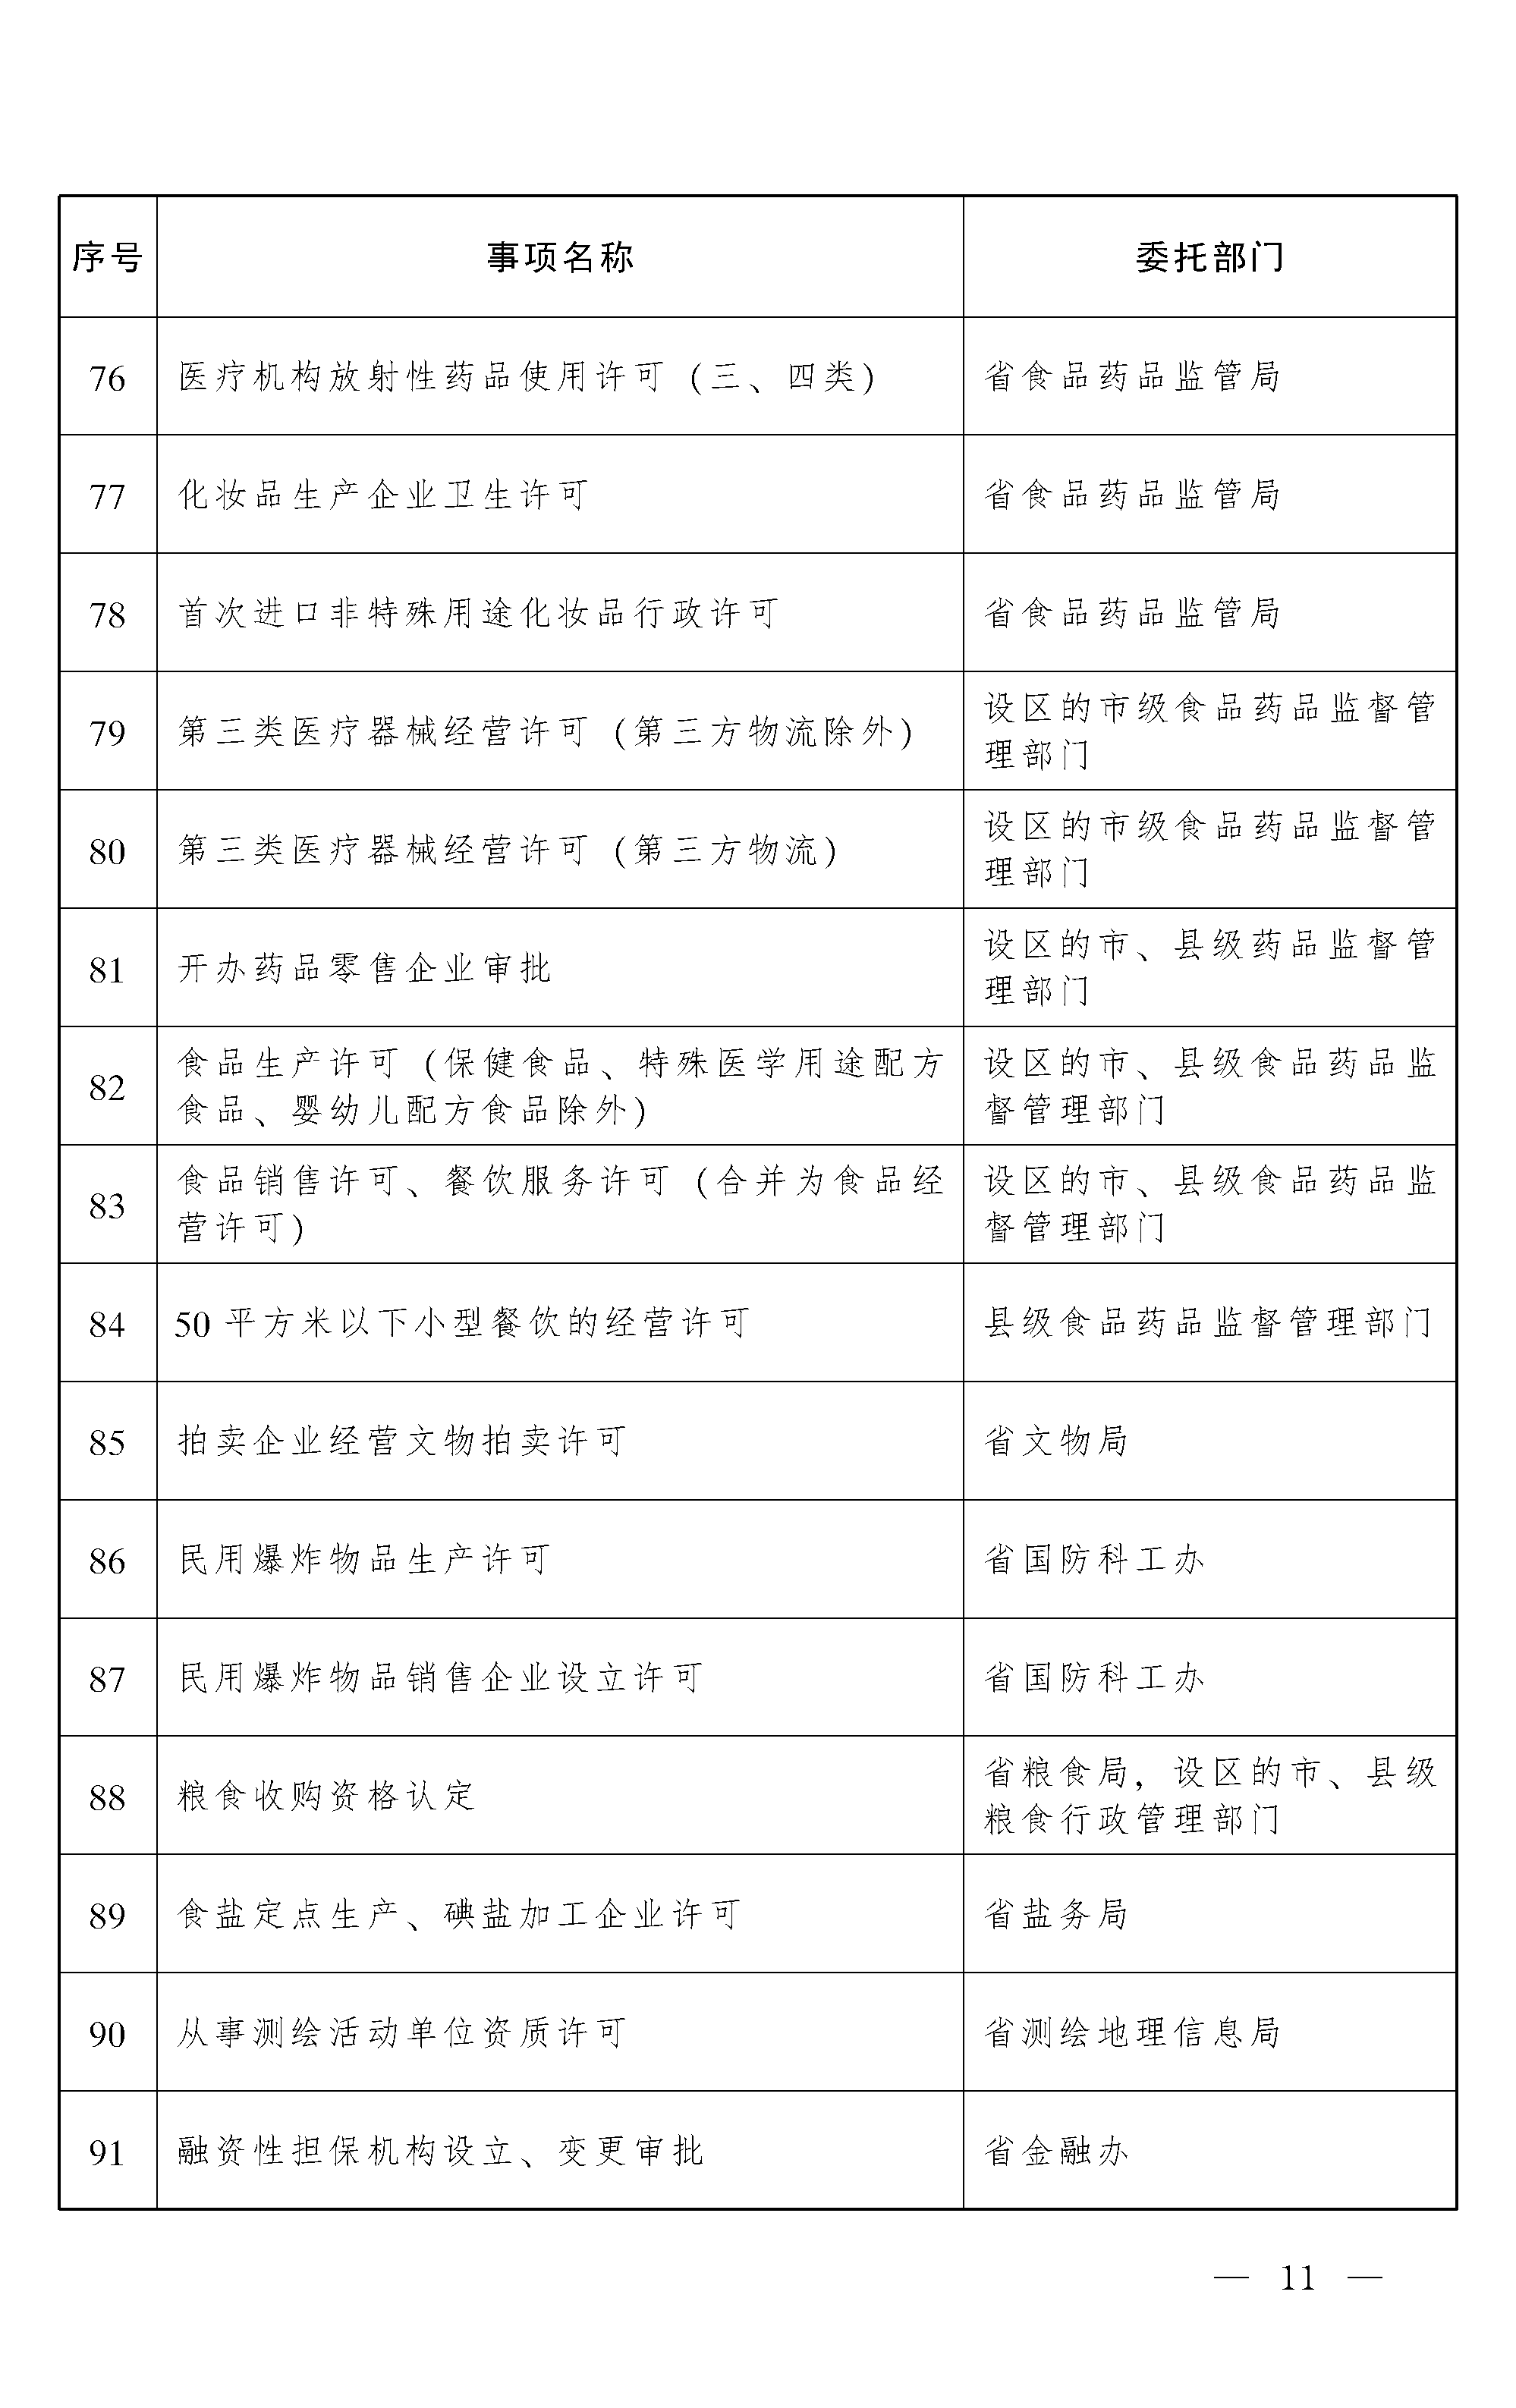 序号 事项名称 委托部门
76 医疗机构放射性药品使用许可（三、四类） 省食品药品监管局
77 化妆品生产企业卫生许可 省食品药品监管局
78 首次进口非特殊用途化妆品行政许可 省食品药品监管局
79 第三类医疗器械经营许可（第三方物流除外） 设区的市级食品药品监督管
理部门
80 第三类医疗器械经营许可（第三方物流） 设区的市级食品药品监督管
理部门
81 开办药品零售企业审批 设区的市、县级药品监督管
理部门
82 食品生产许可（保健食品、特殊医学用途配方 设区的市、县级食品药品监
食品、婴幼儿配方食品除外） 督管理部门
83 食品销售许可、餐饮服务许可（合并为食品经 设区的市、县级食品药品监
营许可） 督管理部门
84 50 平方米以下小型餐饮的经营许可 县级食品药品监督管理部门
85 拍卖企业经营文物拍卖许可 省文物局
86 民用爆炸物品生产许可 省国防科工办
87 民用爆炸物品销售企业设立许可 省国防科工办
88 粮食收购资格认定 省粮食局，设区的市、县级
粮食行政管理部门
89 食盐定点生产、碘盐加工企业许可 省盐务局
90 从事测绘活动单位资质许可 省测绘地理信息局
91 融资性担保机构设立、变更审批 省金融办
— 11 —